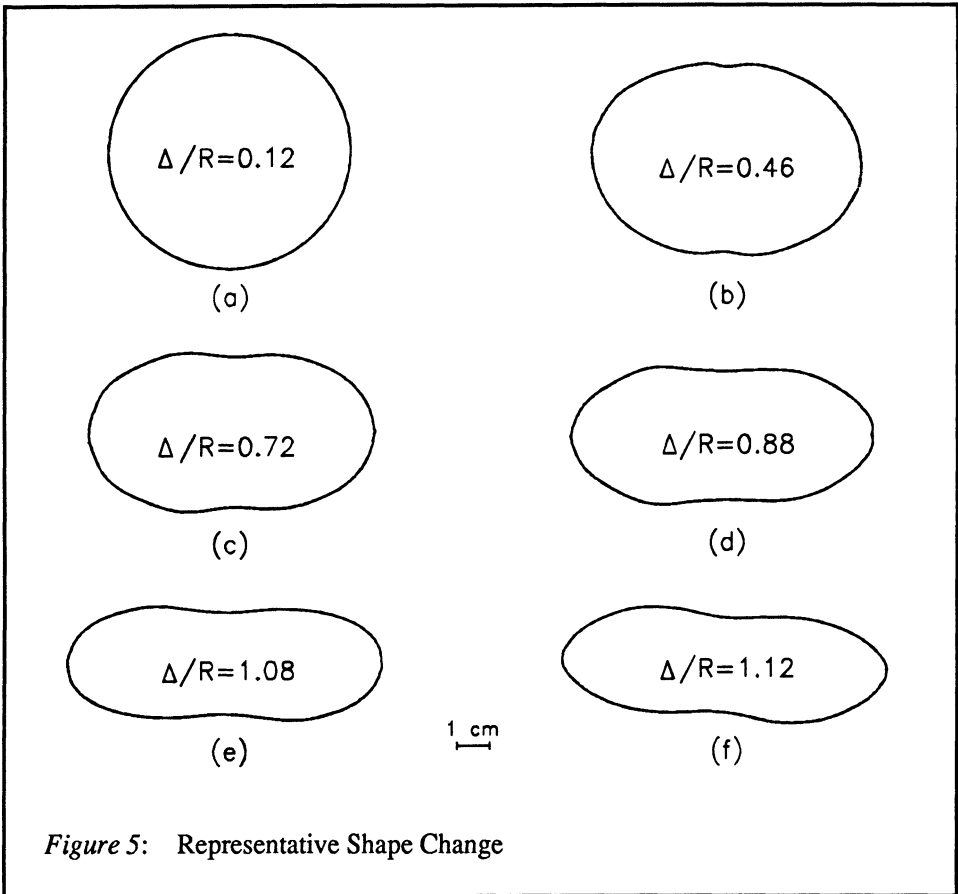 Δ/R=0.12
Δ/R=0.46
(a)
(b)
Δ/R=0.72
Δ/R=0.88
(c)
(d)
Δ/R=1.08
Δ/R=1.12
1 cm
(e)
(f)
Figure 5: Representative Shape Change